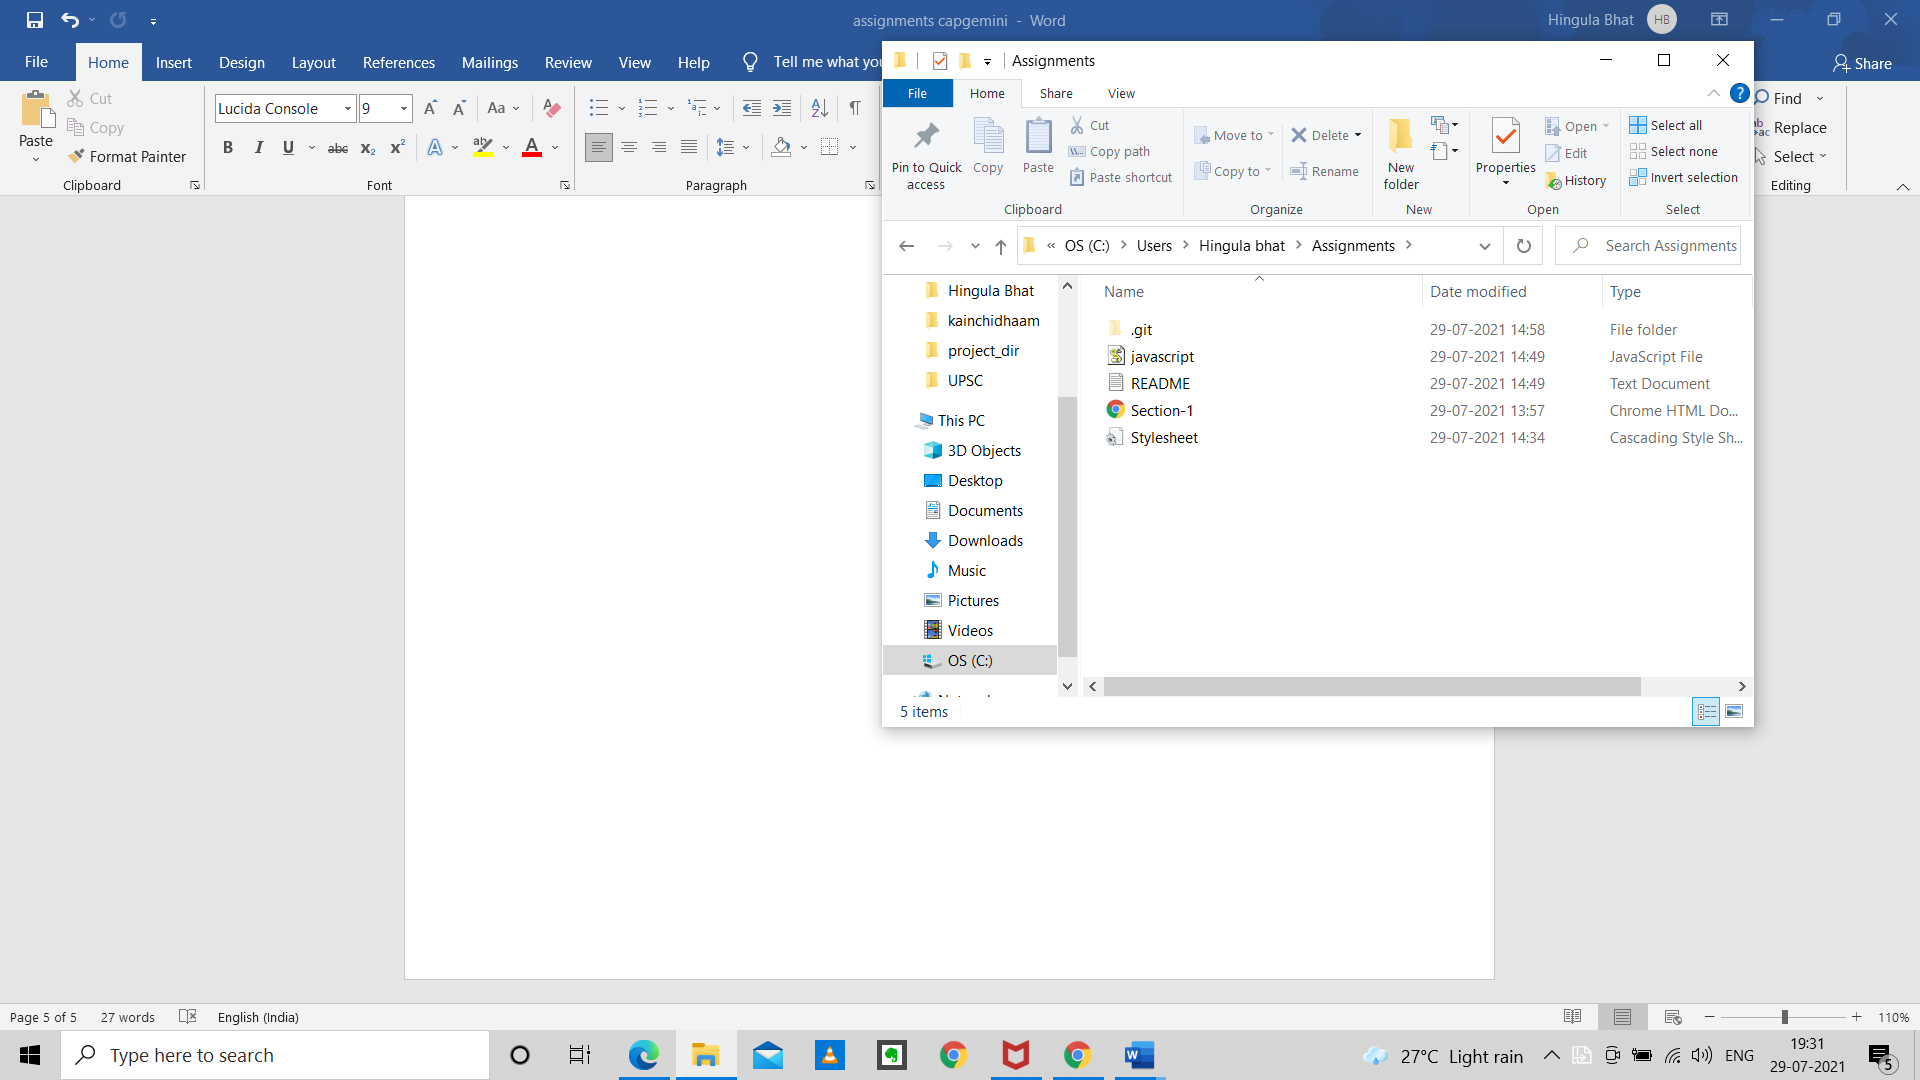 assignments capgemini - Word
Hingula Bhat HB
File Home Insert Design Layout References Mailings Review View Help Tell me what you
Share
Paste
Cut
Copy
Format Painter
Clipboard
Lucida Console 9
Aa
B I U abc x₂ x² A ab A
Font
Paragraph
Find
Replace
Select
Editing
Assignments
File Home Share View
Pin to Quick access
Copy
Paste
Cut
Copy path
Paste shortcut
Clipboard
Move to
Copy to
Delete
Rename
Organize
New folder
New
Properties
Open
Edit
History
Open
Select all
Select none
Invert selection
Select
« OS (C:) > Users > Hingula bhat > Assignments >
Search Assignments
Hingula Bhat
kainchidhaam
project_dir
UPSC
This PC
3D Objects
Desktop
Documents
Downloads
Music
Pictures
Videos
OS (C:)
Name Date modified Type
.git 29-07-2021 14:58 File folder
javascript 29-07-2021 14:49 JavaScript File
README 29-07-2021 14:49 Text Document
Section-1 29-07-2021 13:57 Chrome HTML Do...
Stylesheet 29-07-2021 14:34 Cascading Style Sh...
5 items
Page 5 of 5 27 words English (India)
110%
Type here to search
27°C Light rain
ENG
19:31
29-07-2021
5